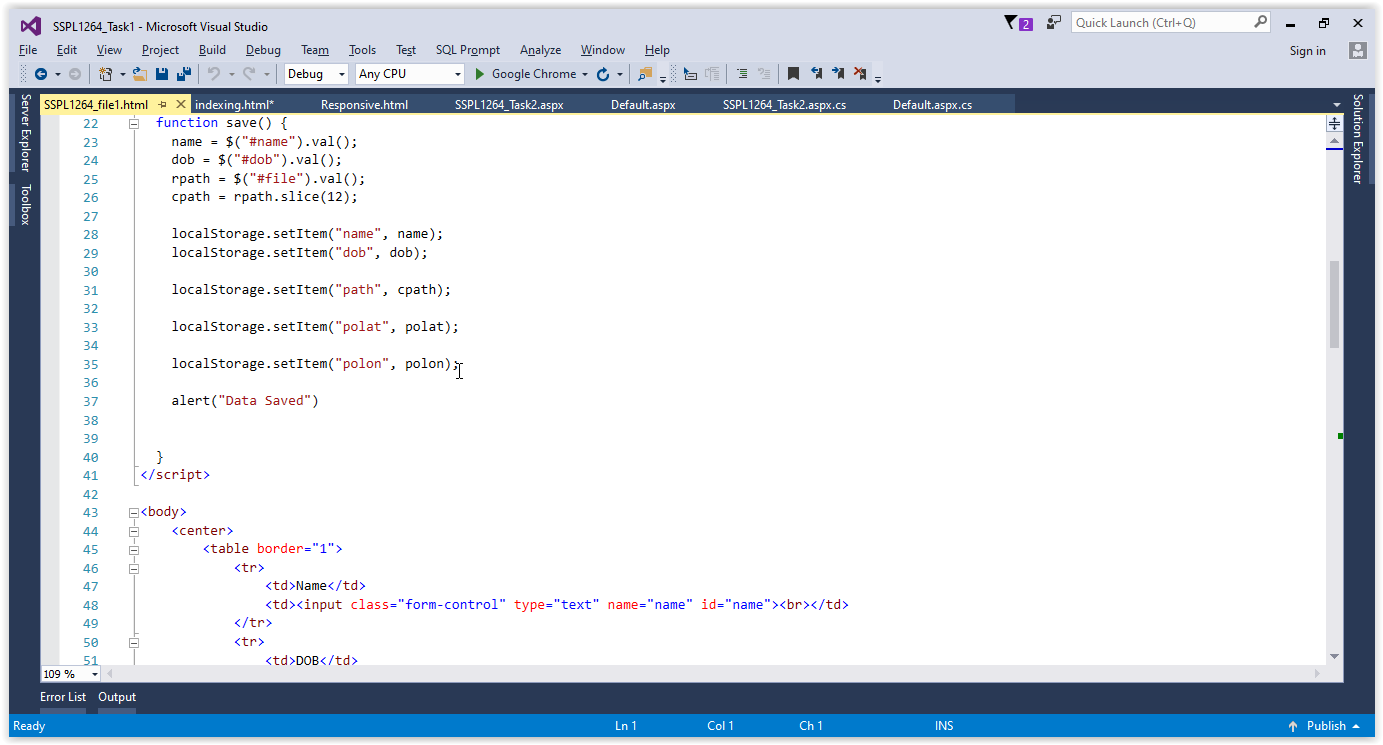 SSPL1264_Task1 - Microsoft Visual Studio
2
Quick Launch (Ctrl+Q)
File Edit View Project Build Debug Team Tools Test SQL Prompt Analyze Window Help
Sign in
Debug Any CPU Google Chrome
SSPL1264_file1.html indexing.html* Responsive.html SSPL1264_Task2.aspx Default.aspx SSPL1264_Task2.aspx.cs Default.aspx.cs
Server Explorer
Toolbox
Solution Explorer
22 function save() {
23 name = $("#name").val();
24 dob = $("#dob").val();
25 rpath = $("#file").val();
26 cpath = rpath.slice(12);
27
28 localStorage.setItem("name", name);
29 localStorage.setItem("dob", dob);
30
31 localStorage.setItem("path", cpath);
32
33 localStorage.setItem("polat", polat);
34
35 localStorage.setItem("polon", polon);
36
37 alert("Data Saved")
38
39
40 }
41 </script>
42
43 <body>
44 <center>
45 <table border="1">
46 <tr>
47 <td>Name</td>
48 <td><input class="form-control" type="text" name="name" id="name"><br></td>
49 </tr>
50 <tr>
51 <td>DOB</td>
109 %
Error List Output
Ready Ln 1 Col 1 Ch 1 INS Publish